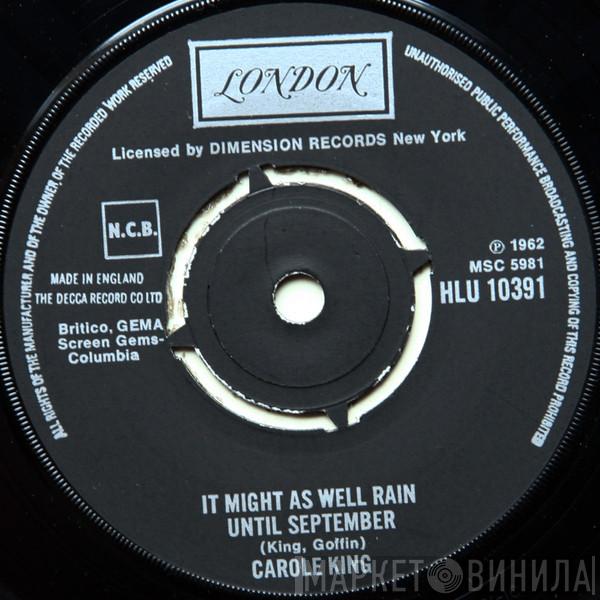 LONDON
Licensed by DIMENSION RECORDS New York
ALL RIGHTS OF THE MANUFACTURER AND OF THE OWNER OF THE RECORDED WORK RESERVED
UNAUTHORISED PUBLIC PERFORMANCE BROADCASTING AND COPYING OF THIS RECORD PROHIBITED
N.C.B.
MADE IN ENGLAND
THE DECCA RECORD CO LTD
Britico, GEMA
Screen Gems-
Columbia
℗ 1962
MSC 5981
HLU 10391
IT MIGHT AS WELL RAIN
UNTIL SEPTEMBER
(King, Goffin)
CAROLE KING
МАРКЕТ ВИНИЛА